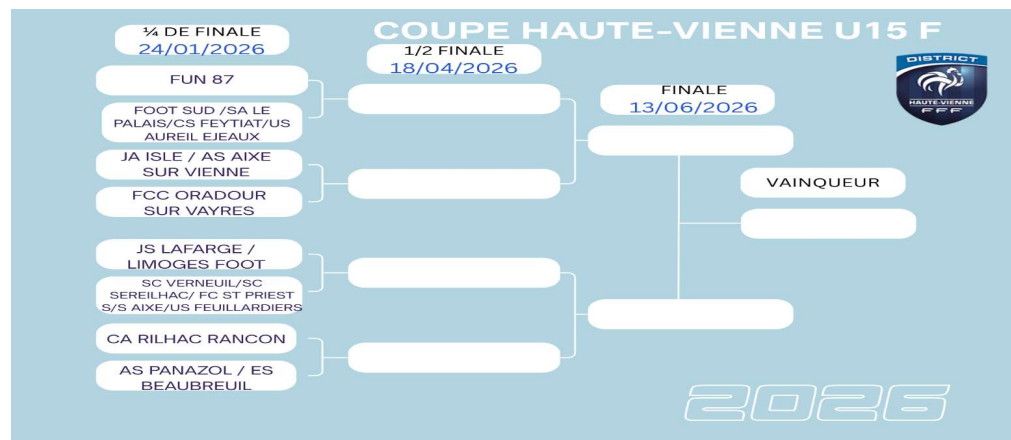 COUPE HAUTE-VIENNE U15 F
¼ DE FINALE
24/01/2026
1/2 FINALE
18/04/2026
FINALE
13/06/2026
DISTRICT
HAUTE-VIENNE
FFF
FUN 87
FOOT SUD /SA LE
PALAIS/CS FEYTIAT/US
AUREIL EJEAUX
JA ISLE / AS AIXE
SUR VIENNE
FCC ORADOUR
SUR VAYRES
VAINQUEUR
JS LAFARGE /
LIMOGES FOOT
SC VERNEUIL/SC
SEREILHAC/ FC ST PRIEST
S/S AIXE/US FEUILLARDIERS
CA RILHAC RANCON
AS PANAZOL / ES
BEAUBREUIL
2026